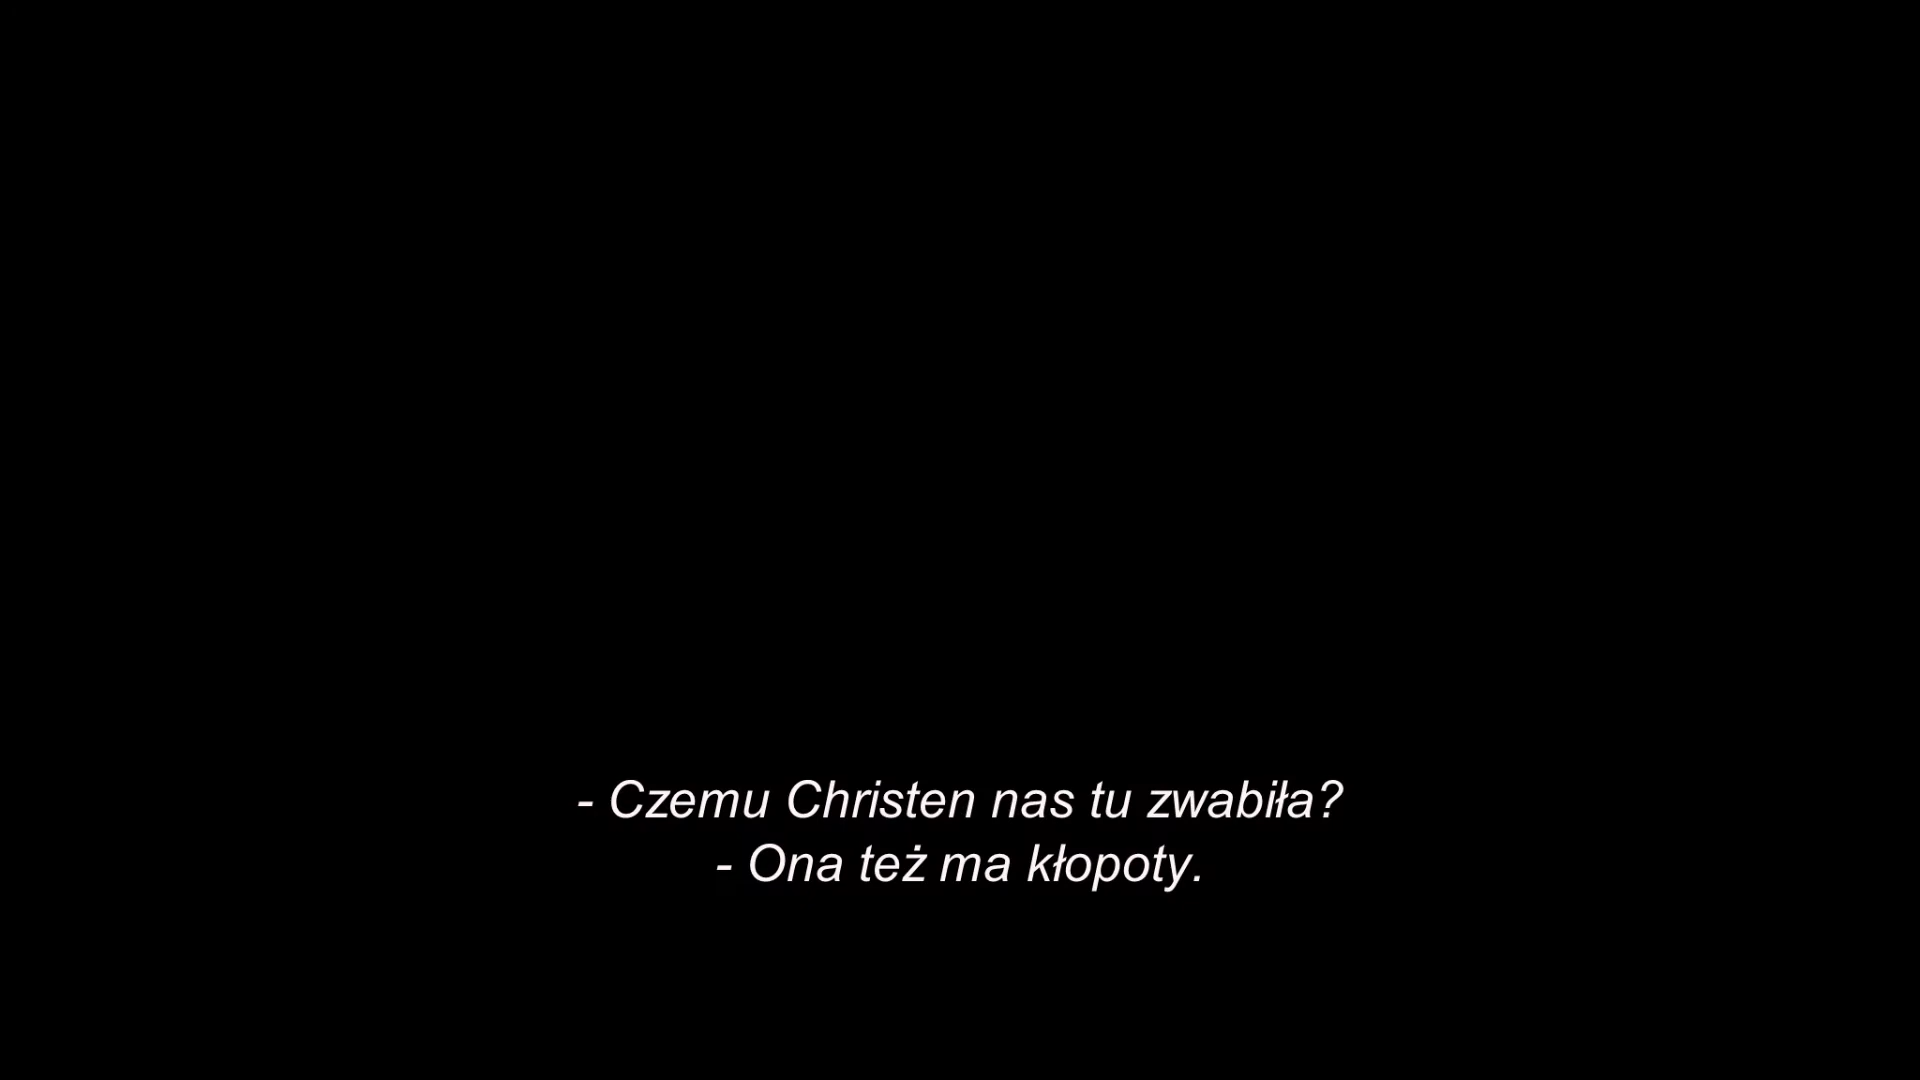 - Czemu Christen nas tu zwabiła?
- Ona też ma kłopoty.